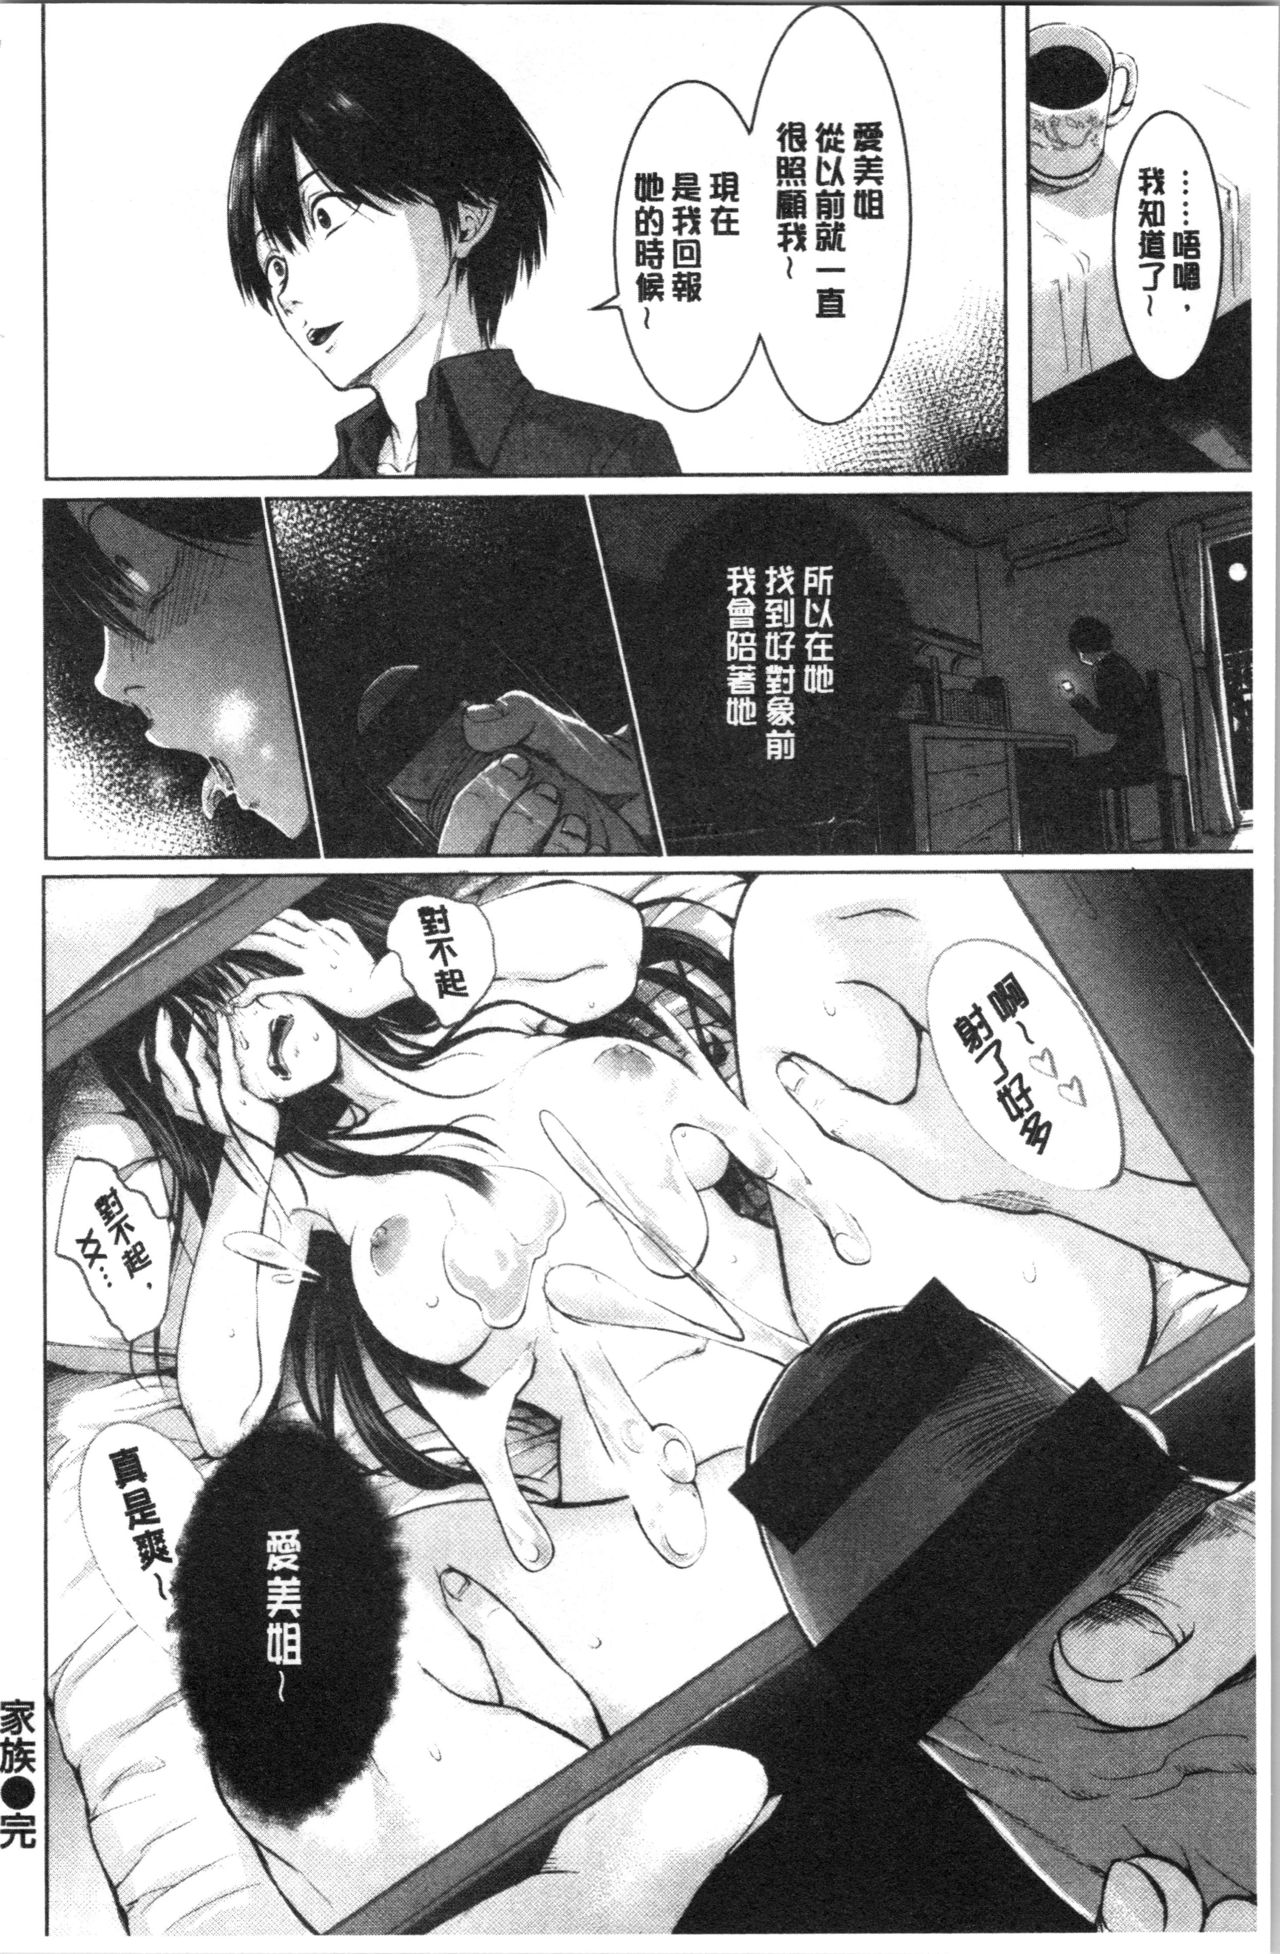 ……唔嗯，
我知道了~
愛美姐
從以前就一直
很照顧我~
現在
是我回報
她的時候~
所以在她
找到好對象前
我會陪著她
啊~
射了好多
對不起
對不起，
メ…
真是爽~
愛美姐~
家族●完